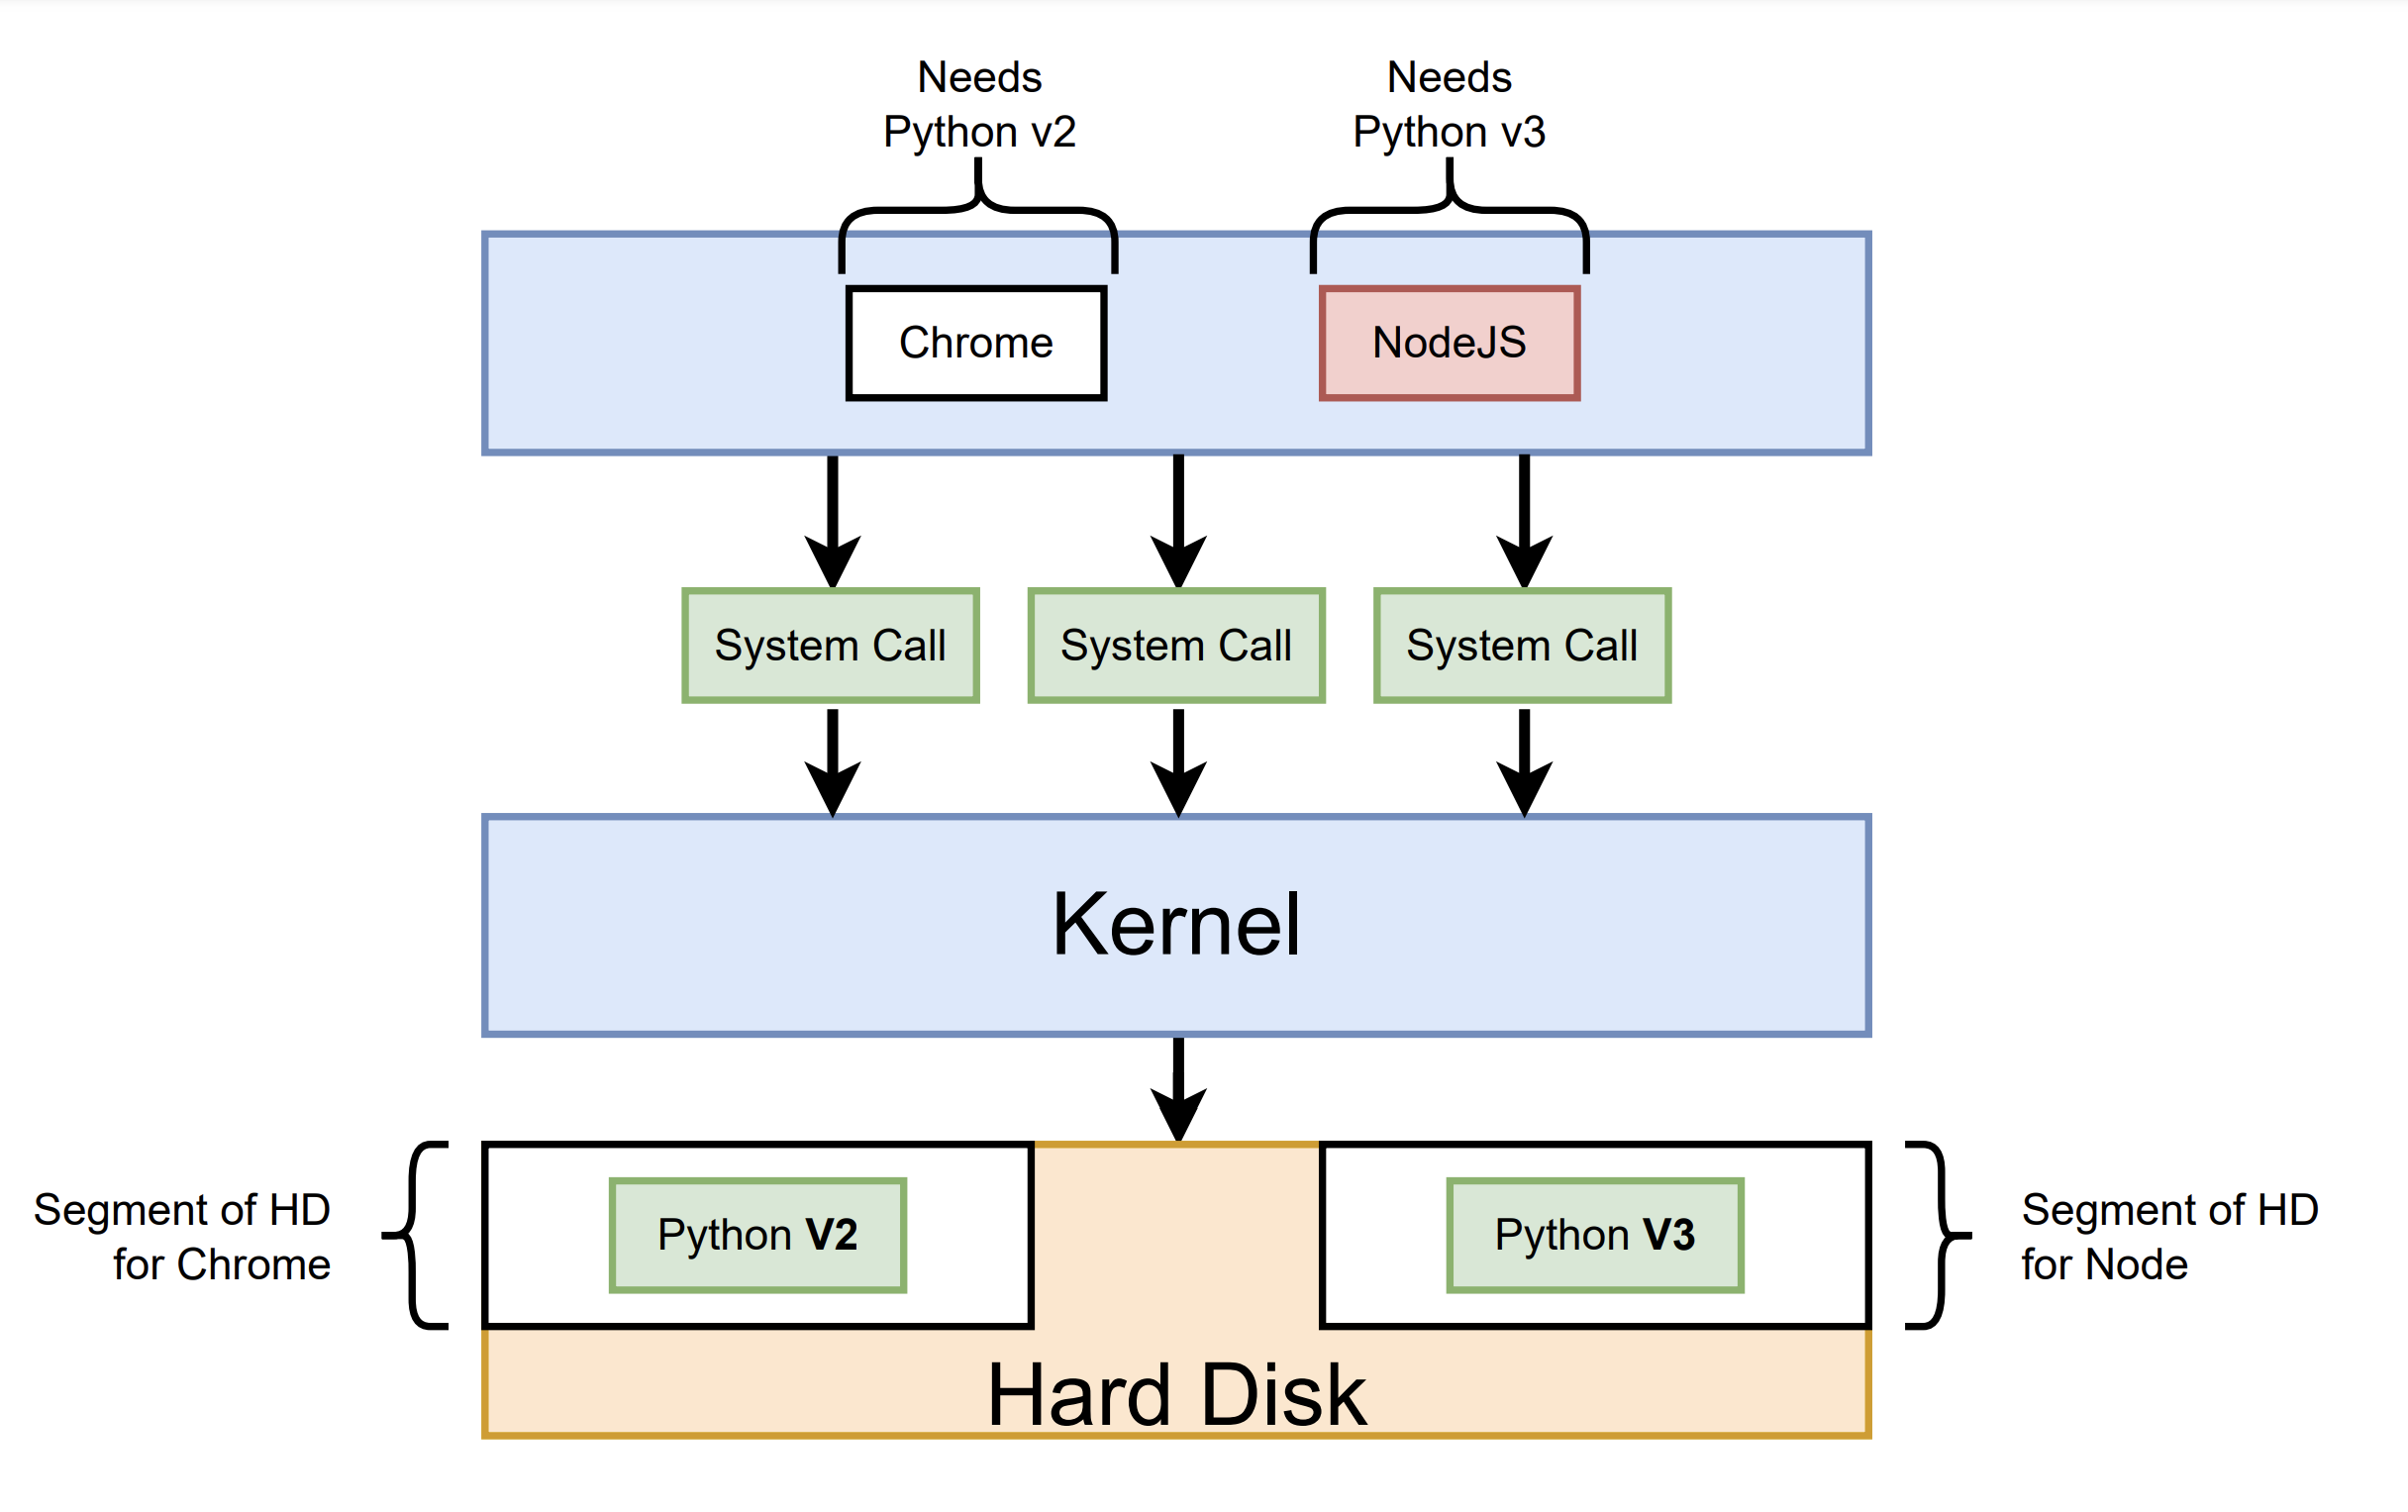 Needs
Python v2
Needs
Python v3
Chrome
NodeJS
System Call
System Call
System Call
Kernel
Segment of HD
for Chrome
Python V2
Python V3
Segment of HD
for Node
Hard Disk